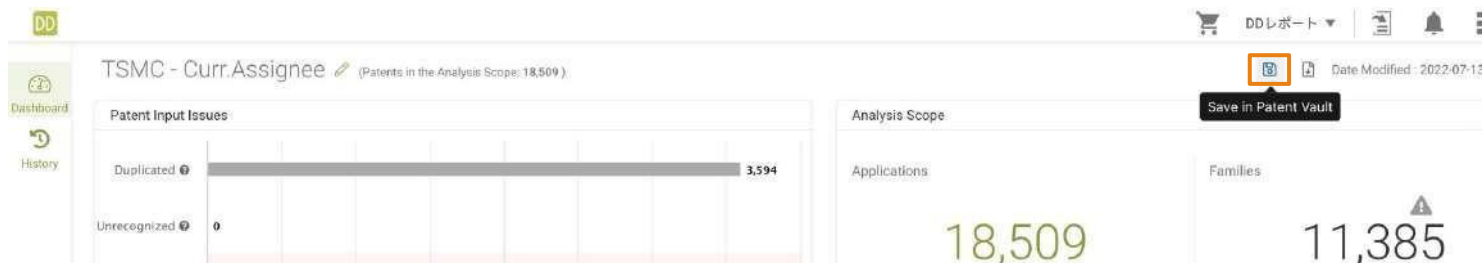 DD
DDレポート ▼
TSMC - Curr.Assignee (Patents in the Analysis Scope: 18,509 )
Date Modified : 2022-07-13
Save in Patent Vault
Dashboard
History
Patent Input Issues
Duplicated
3,594
Unrecognized
0
Analysis Scope
Applications
18,509
Families
11,385